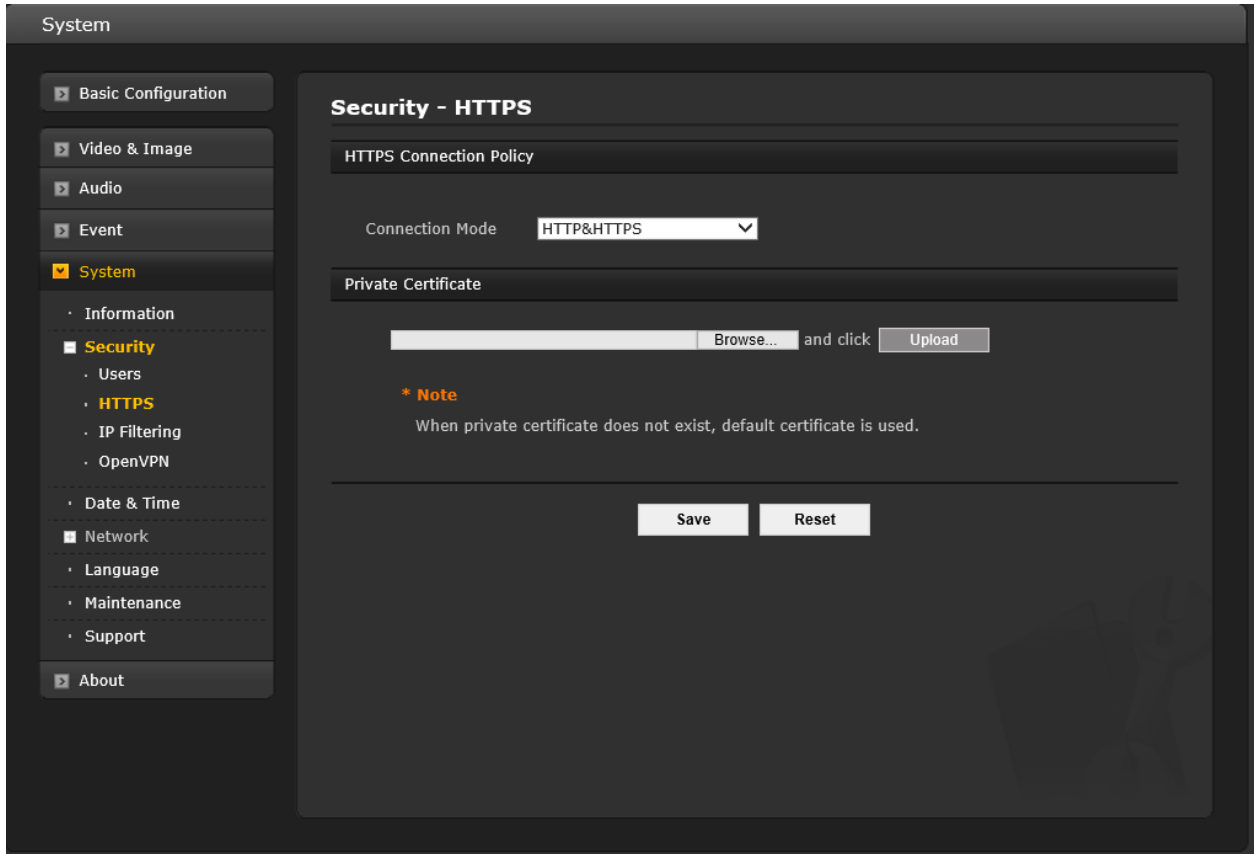 System
Basic Configuration
Video & Image
Audio
Event
System
· Information
Security
· Users
· HTTPS
· IP Filtering
· OpenVPN
· Date & Time
Network
· Language
· Maintenance
· Support
About
Security - HTTPS
HTTPS Connection Policy
Connection Mode HTTP&HTTPS
Private Certificate
Browse... and click Upload
* Note
When private certificate does not exist, default certificate is used.
Save Reset